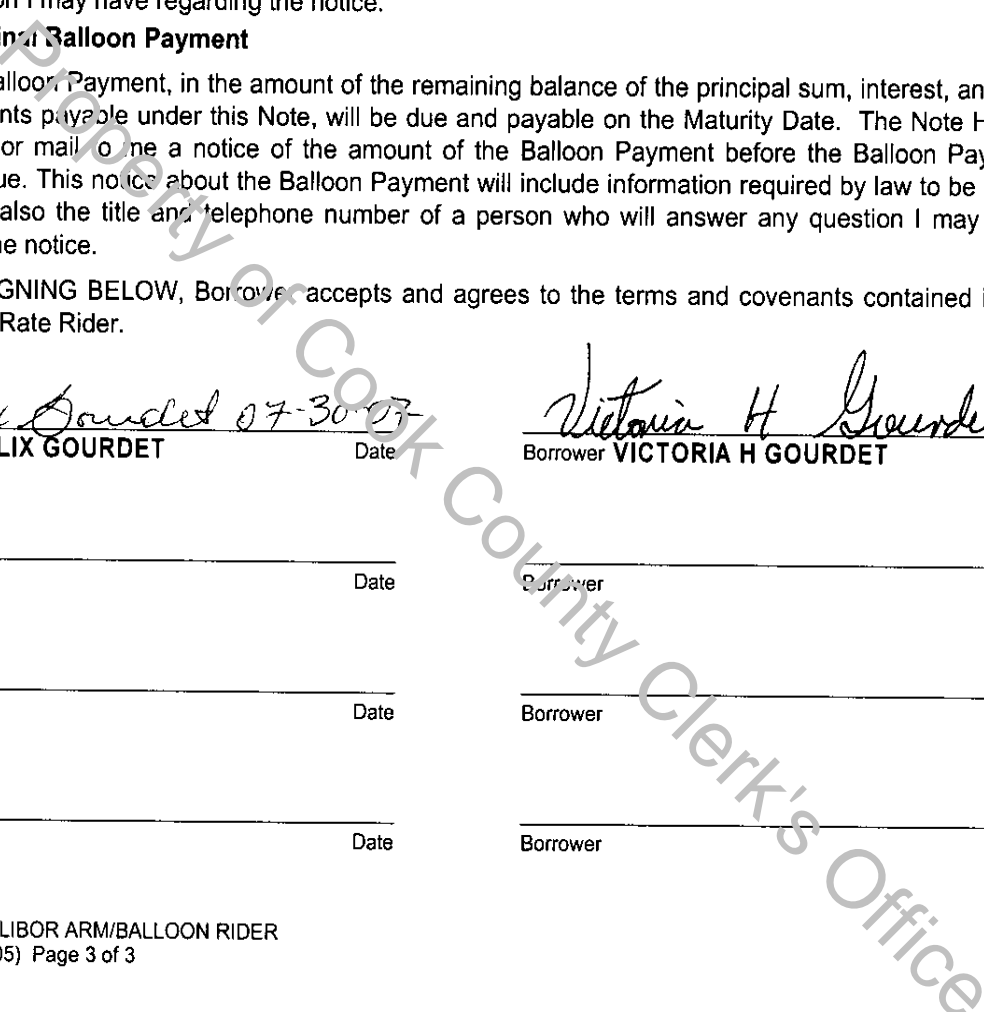 on I may have regarding the notice.
inal Balloon Payment
alloon Payment, in the amount of the remaining balance of the principal sum, interest, an
nts payable under this Note, will be due and payable on the Maturity Date. The Note H
or mail to me a notice of the amount of the Balloon Payment before the Balloon Pay
ue. This notice about the Balloon Payment will include information required by law to be
also the title and telephone number of a person who will answer any question I may
e notice.
GNING BELOW, Borrower accepts and agrees to the terms and covenants contained i
Rate Rider.
x Gourdet 07-30-07 Victoria H Gourde
LIX GOURDET Date Borrower VICTORIA H GOURDET
Date Borrower
Date Borrower
Date Borrower
LIBOR ARM/BALLOON RIDER
05) Page 3 of 3
Property of Cook County Clerk's Office